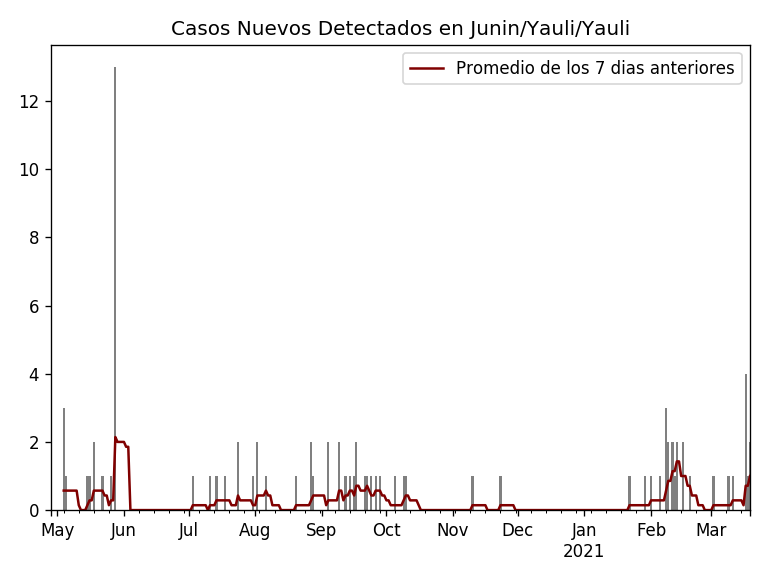 Casos Nuevos Detectados en Junin/Yauli/Yauli
Promedio de los 7 dias anteriores
12
10
8
6
4
2
0
May Jun Jul Aug Sep Oct Nov Dec Jan Feb Mar
2021